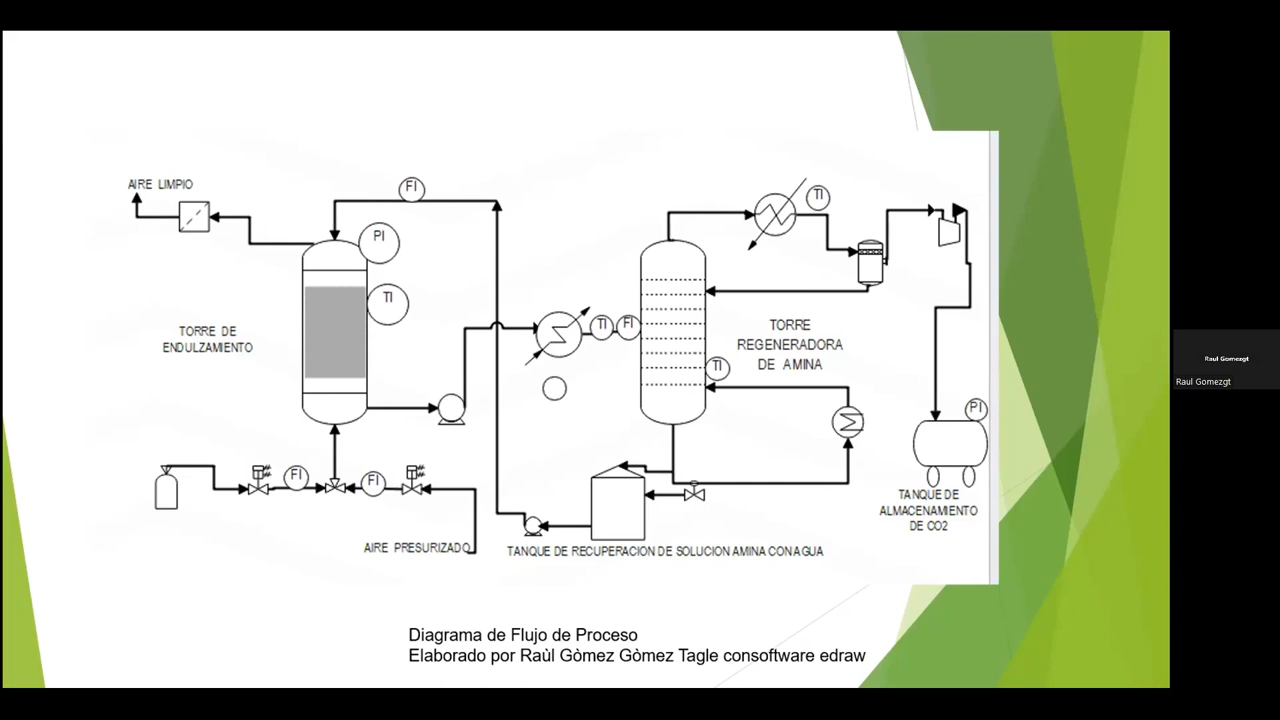 AIRE LIMPIO
FI
PI
TI
TORRE DE
ENDULZAMIENTO
TI
FI
TI
TORRE
REGENERADORA
DE AMINA
TI
FI
FI
AIRE PRESURIZADO
TANQUE DE RECUPERACION DE SOLUCION AMINA CON AGUA
PI
TANQUE DE
ALMACENAMIENTO
DE CO2
Diagrama de Flujo de Proceso
Elaborado por Raùl Gòmez Gòmez Tagle consoftware edraw
Raul Gomezgt
Raul Gomezgt